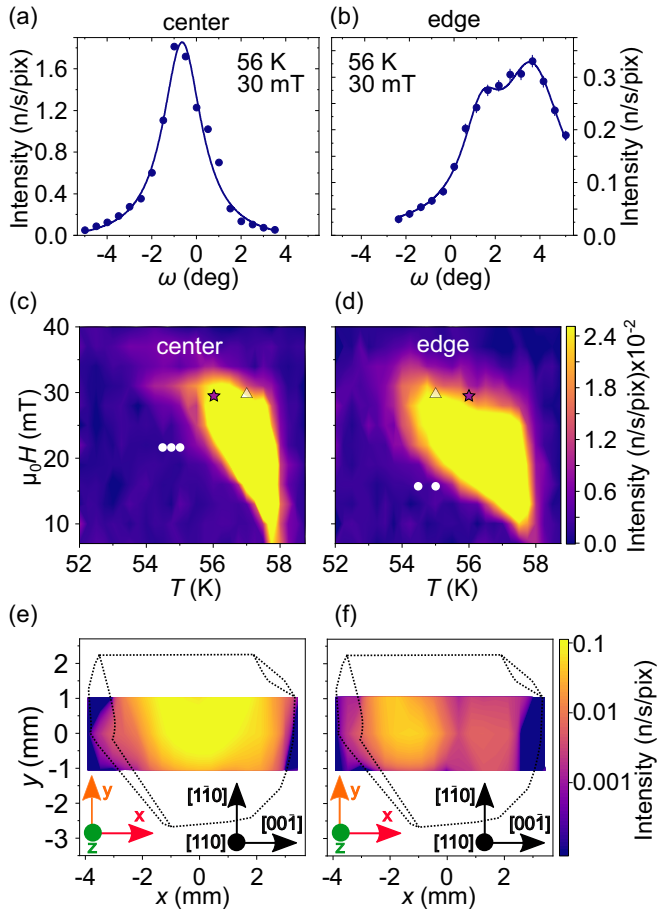 (a) center (b) edge
56 K
30 mT
56 K
30 mT
Intensity (n/s/pix)
1.6
1.2
0.8
0.4
0.0
-4 -2 0 2 4
ω (deg)
Intensity (n/s/pix)
0.3
0.2
0.1
0.0
-4 -2 0 2 4
ω (deg)
(c) (d)
center
edge
μ₀H (mT)
40
30
20
10
52 54 56 58
T (K)
52 54 56 58
T (K)
2.4
1.8
1.2
0.6
0.0
Intensity (n/s/pix)x10⁻²
(e) (f)
y (mm)
2
1
0
-1
-2
-3
y
x
z
[11̅0]
[001̅]
[110]
-4 -2 0 2
x (mm)
y
x
z
[11̅0]
[001̅]
[110]
-4 -2 0 2
x (mm)
0.1
0.01
0.001
Intensity (n/s/pix)